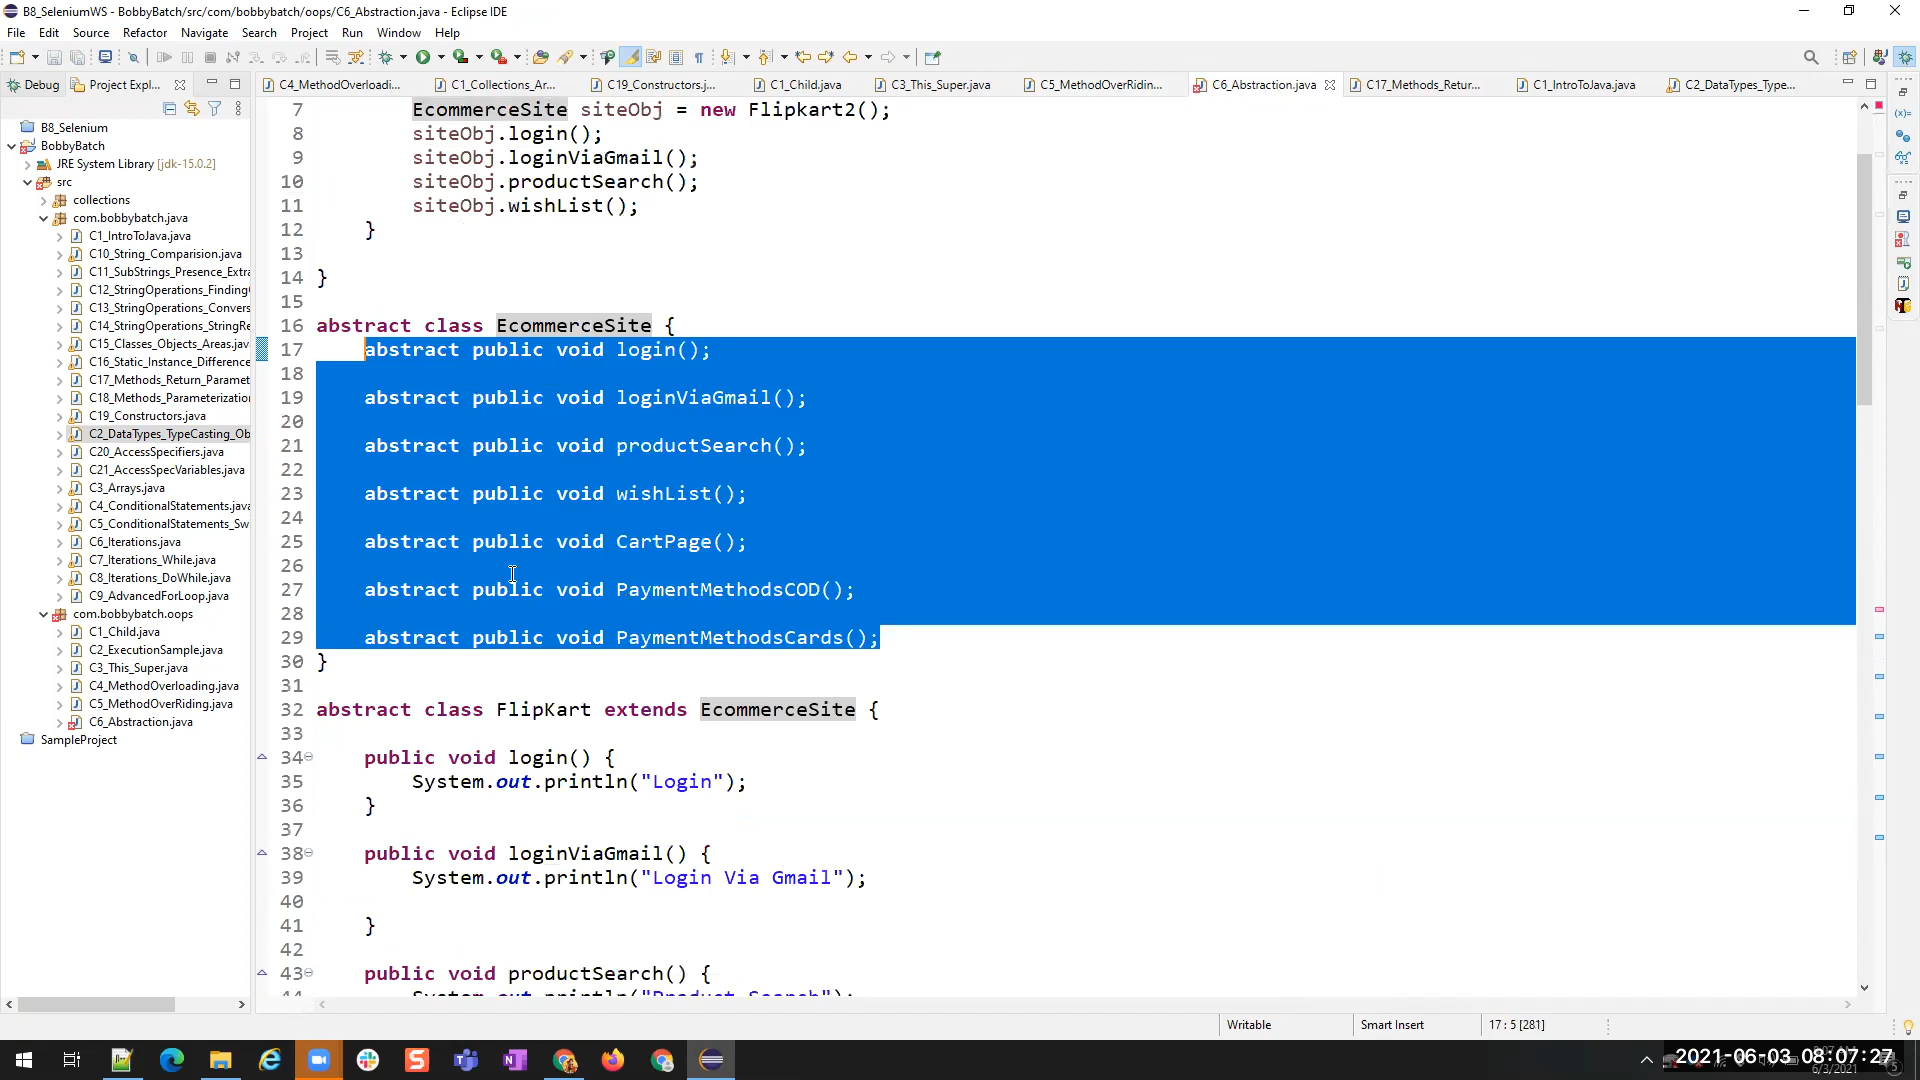 B8_SeleniumWS - BobbyBatch/src/com/bobbybatch/oops/C6_Abstraction.java - Eclipse IDE
File Edit Source Refactor Navigate Search Project Run Window Help
Debug Project Expl...
C4_MethodOverloadi... C1_Collections_Ar... C19_Constructors.j... C1_Child.java C3_This_Super.java C5_MethodOverRidin... C6_Abstraction.java C17_Methods_Retur... C1_IntroToJava.java C2_DataTypes_Type...
B8_Selenium
BobbyBatch
JRE System Library [jdk-15.0.2]
src
collections
com.bobbybatch.java
C1_IntroToJava.java
C10_String_Comparision.java
C11_SubStrings_Presence_Extra
C12_StringOperations_Finding
C13_StringOperations_Convers
C14_StringOperations_StringRe
C15_Classes_Objects_Areas.java
C16_Static_Instance_Difference
C17_Methods_Return_Paramet
C18_Methods_Parameterizatio
C19_Constructors.java
C2_DataTypes_TypeCasting_Ob
C20_AccessSpecifiers.java
C21_AccessSpecVariables.java
C3_Arrays.java
C4_ConditionalStatements.java
C5_ConditionalStatements_Sw
C6_Iterations.java
C7_Iterations_While.java
C8_Iterations_DoWhile.java
C9_AdvancedForLoop.java
com.bobbybatch.oops
C1_Child.java
C2_ExecutionSample.java
C3_This_Super.java
C4_MethodOverloading.java
C5_MethodOverRiding.java
C6_Abstraction.java
SampleProject
7 EcommerceSite siteObj = new Flipkart2();
8 siteObj.login();
9 siteObj.loginViaGmail();
10 siteObj.productSearch();
11 siteObj.wishList();
12 }
13
14 }
15
16 abstract class EcommerceSite {
17 abstract public void login();
18
19 abstract public void loginViaGmail();
20
21 abstract public void productSearch();
22
23 abstract public void wishList();
24
25 abstract public void CartPage();
26
27 abstract public void PaymentMethodsCOD();
28
29 abstract public void PaymentMethodsCards();
30 }
31
32 abstract class FlipKart extends EcommerceSite {
33
34 public void login() {
35 System.out.println("Login");
36 }
37
38 public void loginViaGmail() {
39 System.out.println("Login Via Gmail");
40
41 }
42
43 public void productSearch() {
44 System.out.println("Product Search");
Writable Smart Insert 17 : 5 [281]
2021-06-03 08:07:27
6/3/2021